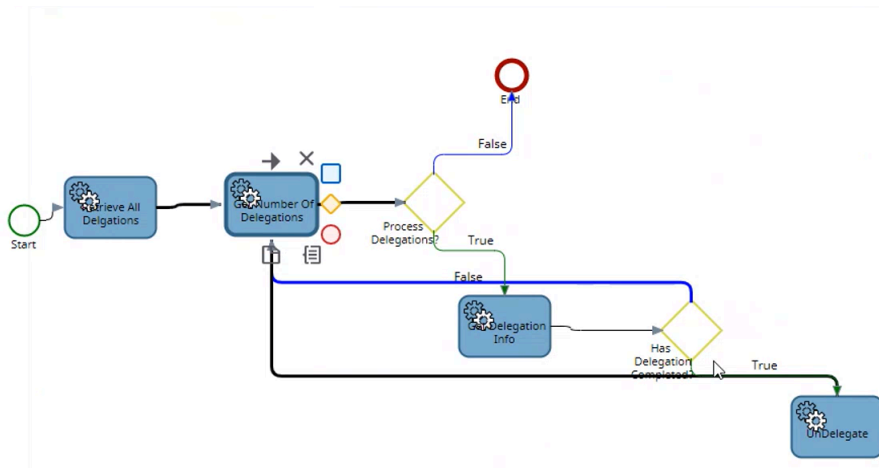 End
False
Retrieve All
Delgations
Get Number Of
Delegations
Start
Process
Delegations?
True
False
Get Delegation
Info
Has
Delegation
Completed?
True
UnDelegate